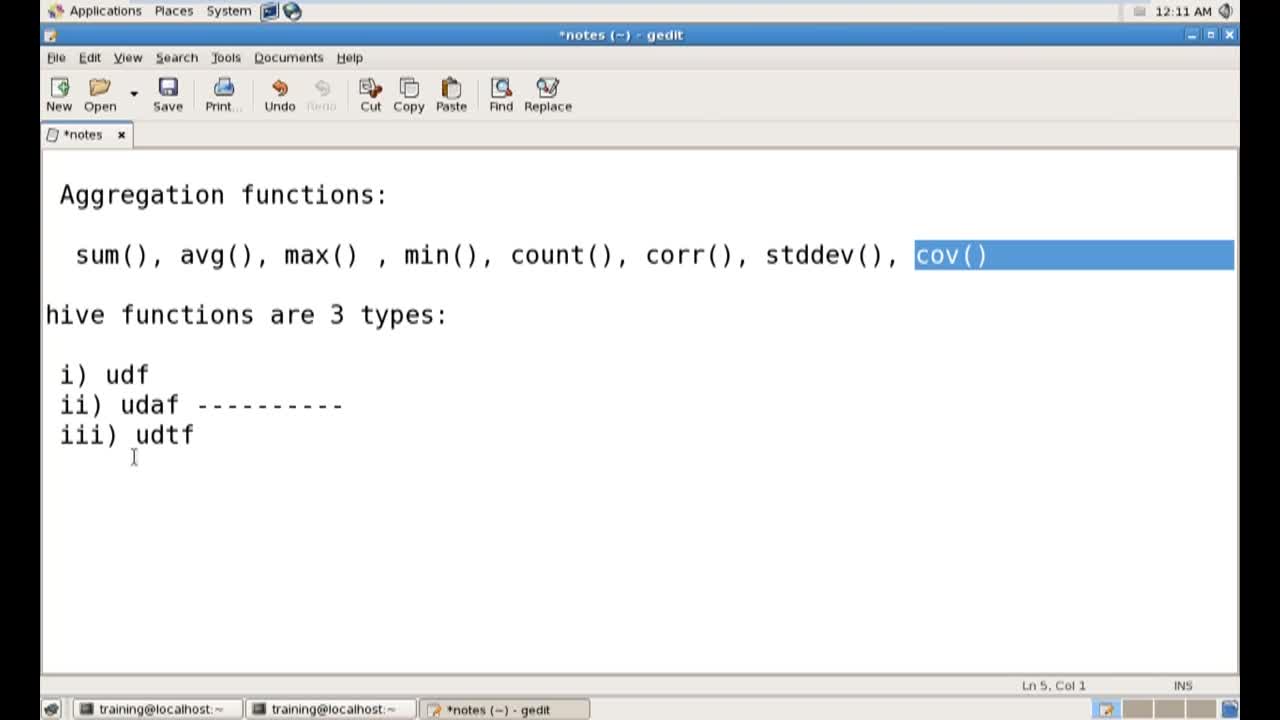 Applications Places System 12:11 AM
*notes (~) - gedit
File Edit View Search Tools Documents Help
New Open Save Print... Undo Redo Cut Copy Paste Find Replace
*notes x
Aggregation functions:
sum(), avg(), max() , min(), count(), corr(), stddev(), cov()
hive functions are 3 types:
i) udf
ii) udaf ----------
iii) udtf
Ln 5, Col 1 INS
training@localhost:~ training@localhost:~ *notes (~) - gedit